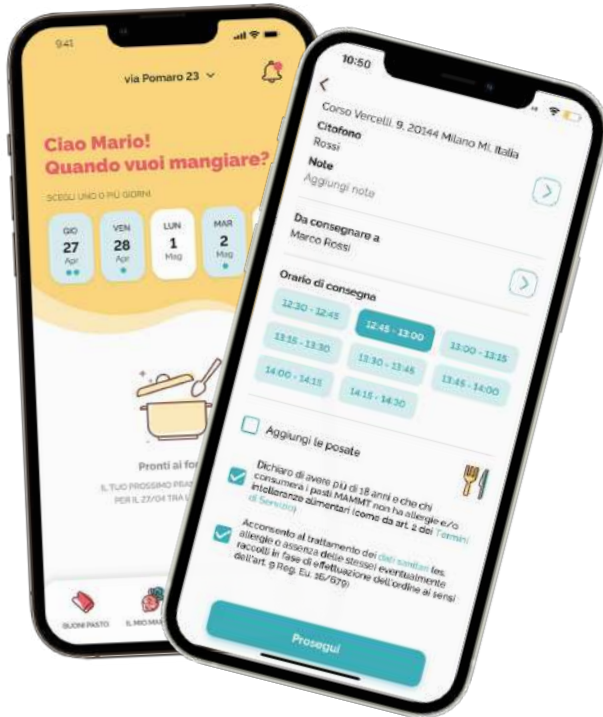 9:41
via Pomaro 23
Ciao Mario!
Quando vuoi mangiare?
SCEGLI UNO O PIÙ GIORNI
GIO
27
Apr
VEN
28
Apr
LUN
1
Mag
MAR
2
Mag
Pronti ai
IL TUO PROSSIMO
PER IL 27/04 TRA
BUONI PASTO
IL MIO
10:50
Corso Vercelli, 9, 20144 Milano MI, Italia
Citofono
Rossi
Note
Aggiungi note
Da consegnare a
Marco Rossi
Orario di consegna
12:30 - 12:45
12:45 - 13:00
13:00 - 13:15
13:15 - 13:30
13:30 - 13:45
13:45 - 14:00
14:00 - 14:15
14:15 - 14:30
Aggiungi le posate
Dichiaro di avere più di 18 anni e che chi
consumerà i pasti MAMMT non ha allergie e/o
intolleranze alimentari (come da art. 2 dei Termini
di Servizio)
Acconsento al trattamento dei dati sanitari (es.
allergie o assenza delle stesse) eventualmente
raccolti in fase di effettuazione dell'ordine ai sensi
dell'art. 9 Reg. Eu. 16/679)
Prosegui